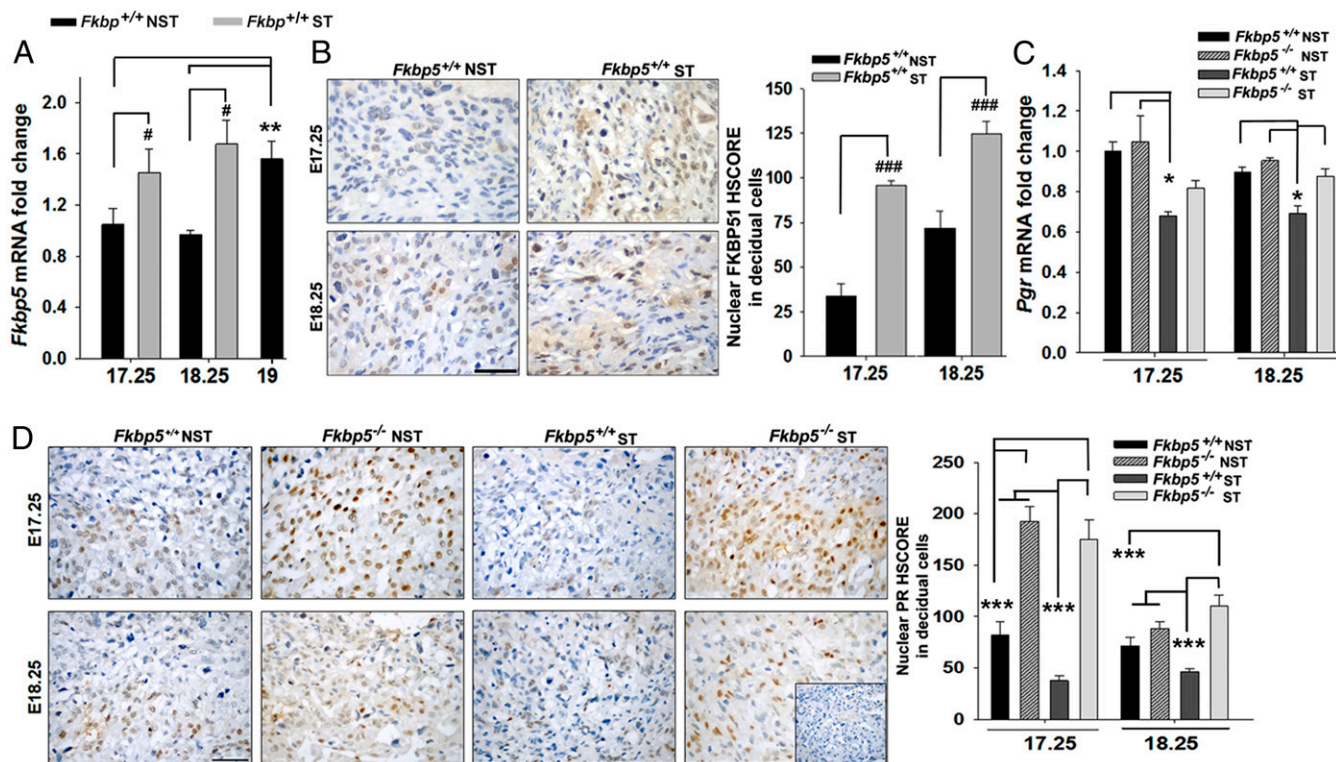 Fkbp+/+ NST Fkbp+/+ ST
A
Fkbp5 mRNA fold change
2.0
1.6
1.2
0.4
0.0
# # **
17.25 18.25 19
B
Fkbp5+/+ NST Fkbp5+/+ ST
E17.25
E18.25
Nuclear FKBP51 HSCORE
in decidual cells
Fkbp5+/+NST
Fkbp5+/+ ST
150
125
100
75
50
25
0
### ###
17.25 18.25
C
Fkbp5+/+ NST
Fkbp5-/- NST
Fkbp5+/+ ST
Fkbp5-/- ST
Pgr mRNA fold change
1.4
1.2
1.0
0.8
0.6
0.4
0.2
0.0
* *
17.25 18.25
D
Fkbp5+/+ NST Fkbp5-/- NST Fkbp5+/+ ST Fkbp5-/- ST
E17.25
E18.25
Nuclear PR HSCORE
in decidual cells
Fkbp5+/+ NST
Fkbp5-/- NST
Fkbp5+/+ST
Fkbp5-/- ST
250
200
150
100
50
0
*** *** *** ***
17.25 18.25